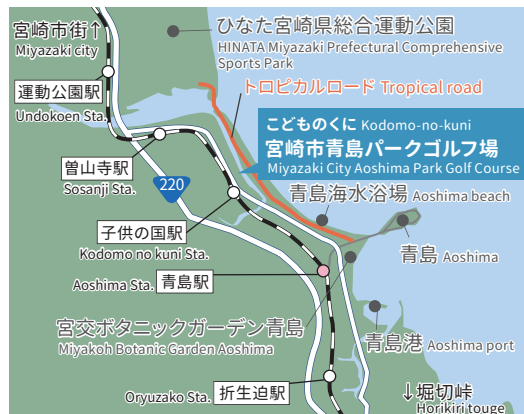 宮崎市街↑
Miyazaki city
ひなた宮崎県総合運動公園
HINATA Miyazaki Prefectural Comprehensive
Sports Park
トロピカルロード Tropical road
運動公園駅
Undokoen Sta.
こどものくに Kodomo-no-kuni
宮崎市青島パークゴルフ場
Miyazaki City Aoshima Park Golf Course
曽山寺駅
Sosanji Sta.
220
青島海水浴場 Aoshima beach
子供の国駅
Kodomo no kuni Sta.
青島 Aoshima
Aoshima Sta. 青島駅
宮交ボタニックガーデン青島
Miyakoh Botanic Garden Aoshima
青島港 Aoshima port
Oryuzako Sta. 折生迫駅
↓堀切峠
Horikiri touge